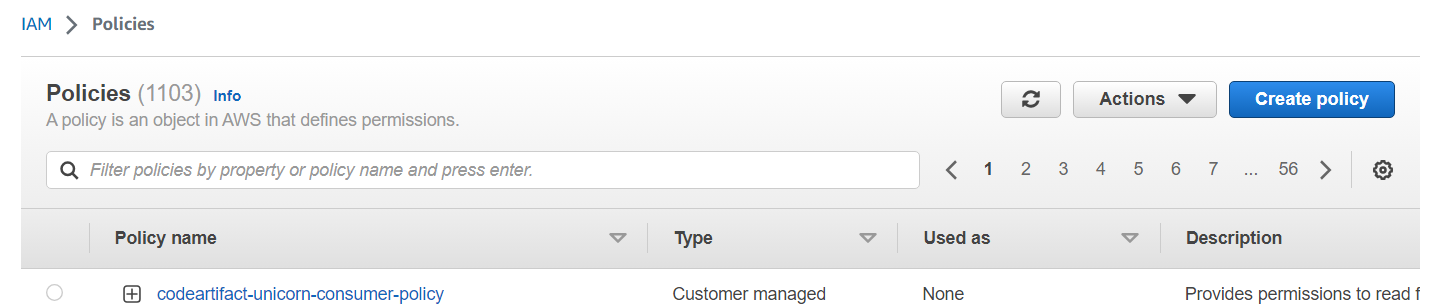 IAM > Policies
Policies (1103) Info
A policy is an object in AWS that defines permissions.
Actions
Create policy
Filter policies by property or policy name and press enter.
1 2 3 4 5 6 7 ... 56
Policy name Type Used as Description
codeartifact-unicorn-consumer-policy Customer managed None Provides permissions to read f